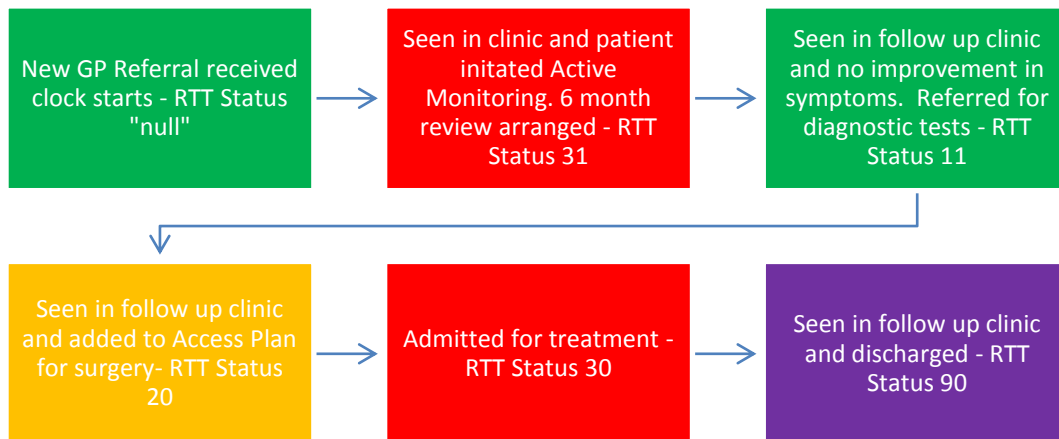 New GP Referral received
clock starts - RTT Status
"null"
Seen in clinic and patient
initated Active
Monitoring. 6 month
review arranged - RTT
Status 31
Seen in follow up clinic
and no improvement in
symptoms.  Referred for
diagnostic tests - RTT
Status 11
Seen in follow up clinic
and added to Access Plan
for surgery- RTT Status
20
Admitted for treatment -
RTT Status 30
Seen in follow up clinic
and discharged - RTT
Status 90